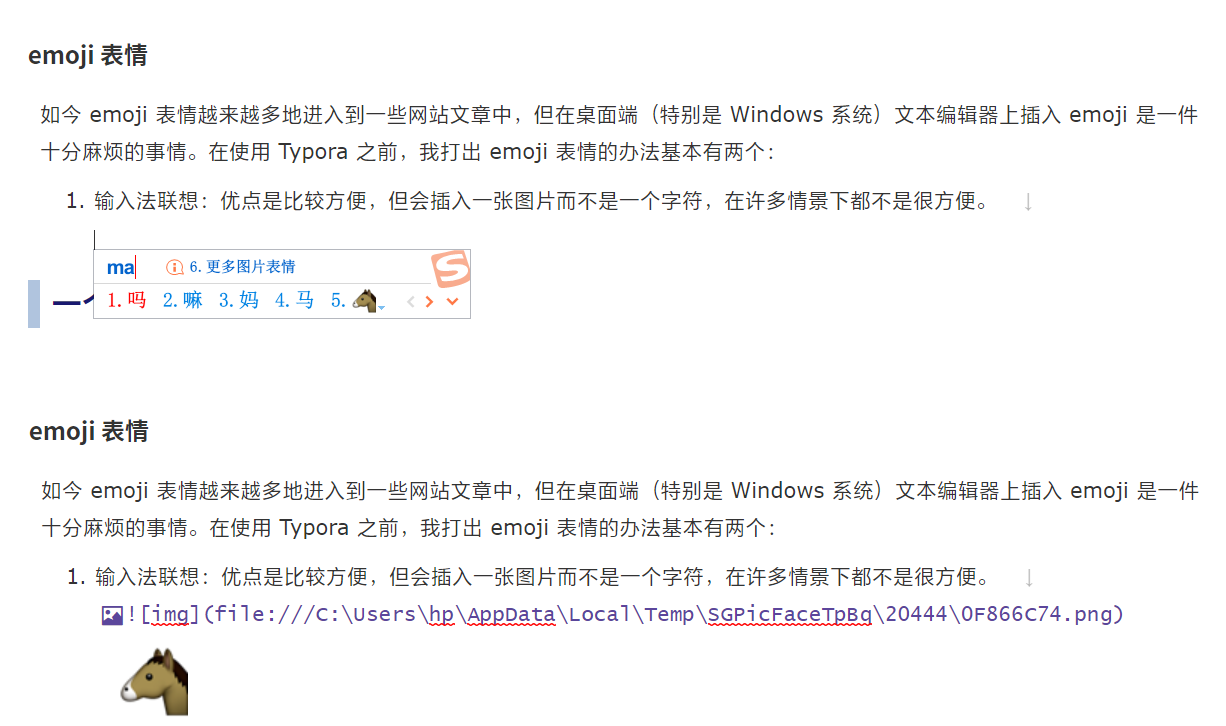 emoji 表情
如今 emoji 表情越来越多地进入到一些网站文章中，但在桌面端（特别是 Windows 系统）文本编辑器上插入 emoji 是一件
十分麻烦的事情。在使用 Typora 之前，我打出 emoji 表情的办法基本有两个：
1. 输入法联想：优点是比较方便，但会插入一张图片而不是一个字符，在许多情景下都不是很方便。 ↓
ma 6. 更多图片表情
1. 吗 2. 嘛 3. 妈 4. 马 5. 🐴
emoji 表情
如今 emoji 表情越来越多地进入到一些网站文章中，但在桌面端（特别是 Windows 系统）文本编辑器上插入 emoji 是一件
十分麻烦的事情。在使用 Typora 之前，我打出 emoji 表情的办法基本有两个：
1. 输入法联想：优点是比较方便，但会插入一张图片而不是一个字符，在许多情景下都不是很方便。 ↓
![img](file:///C:\Users\hp\AppData\Local\Temp\SGPicFaceTpBq\20444\0F866C74.png)